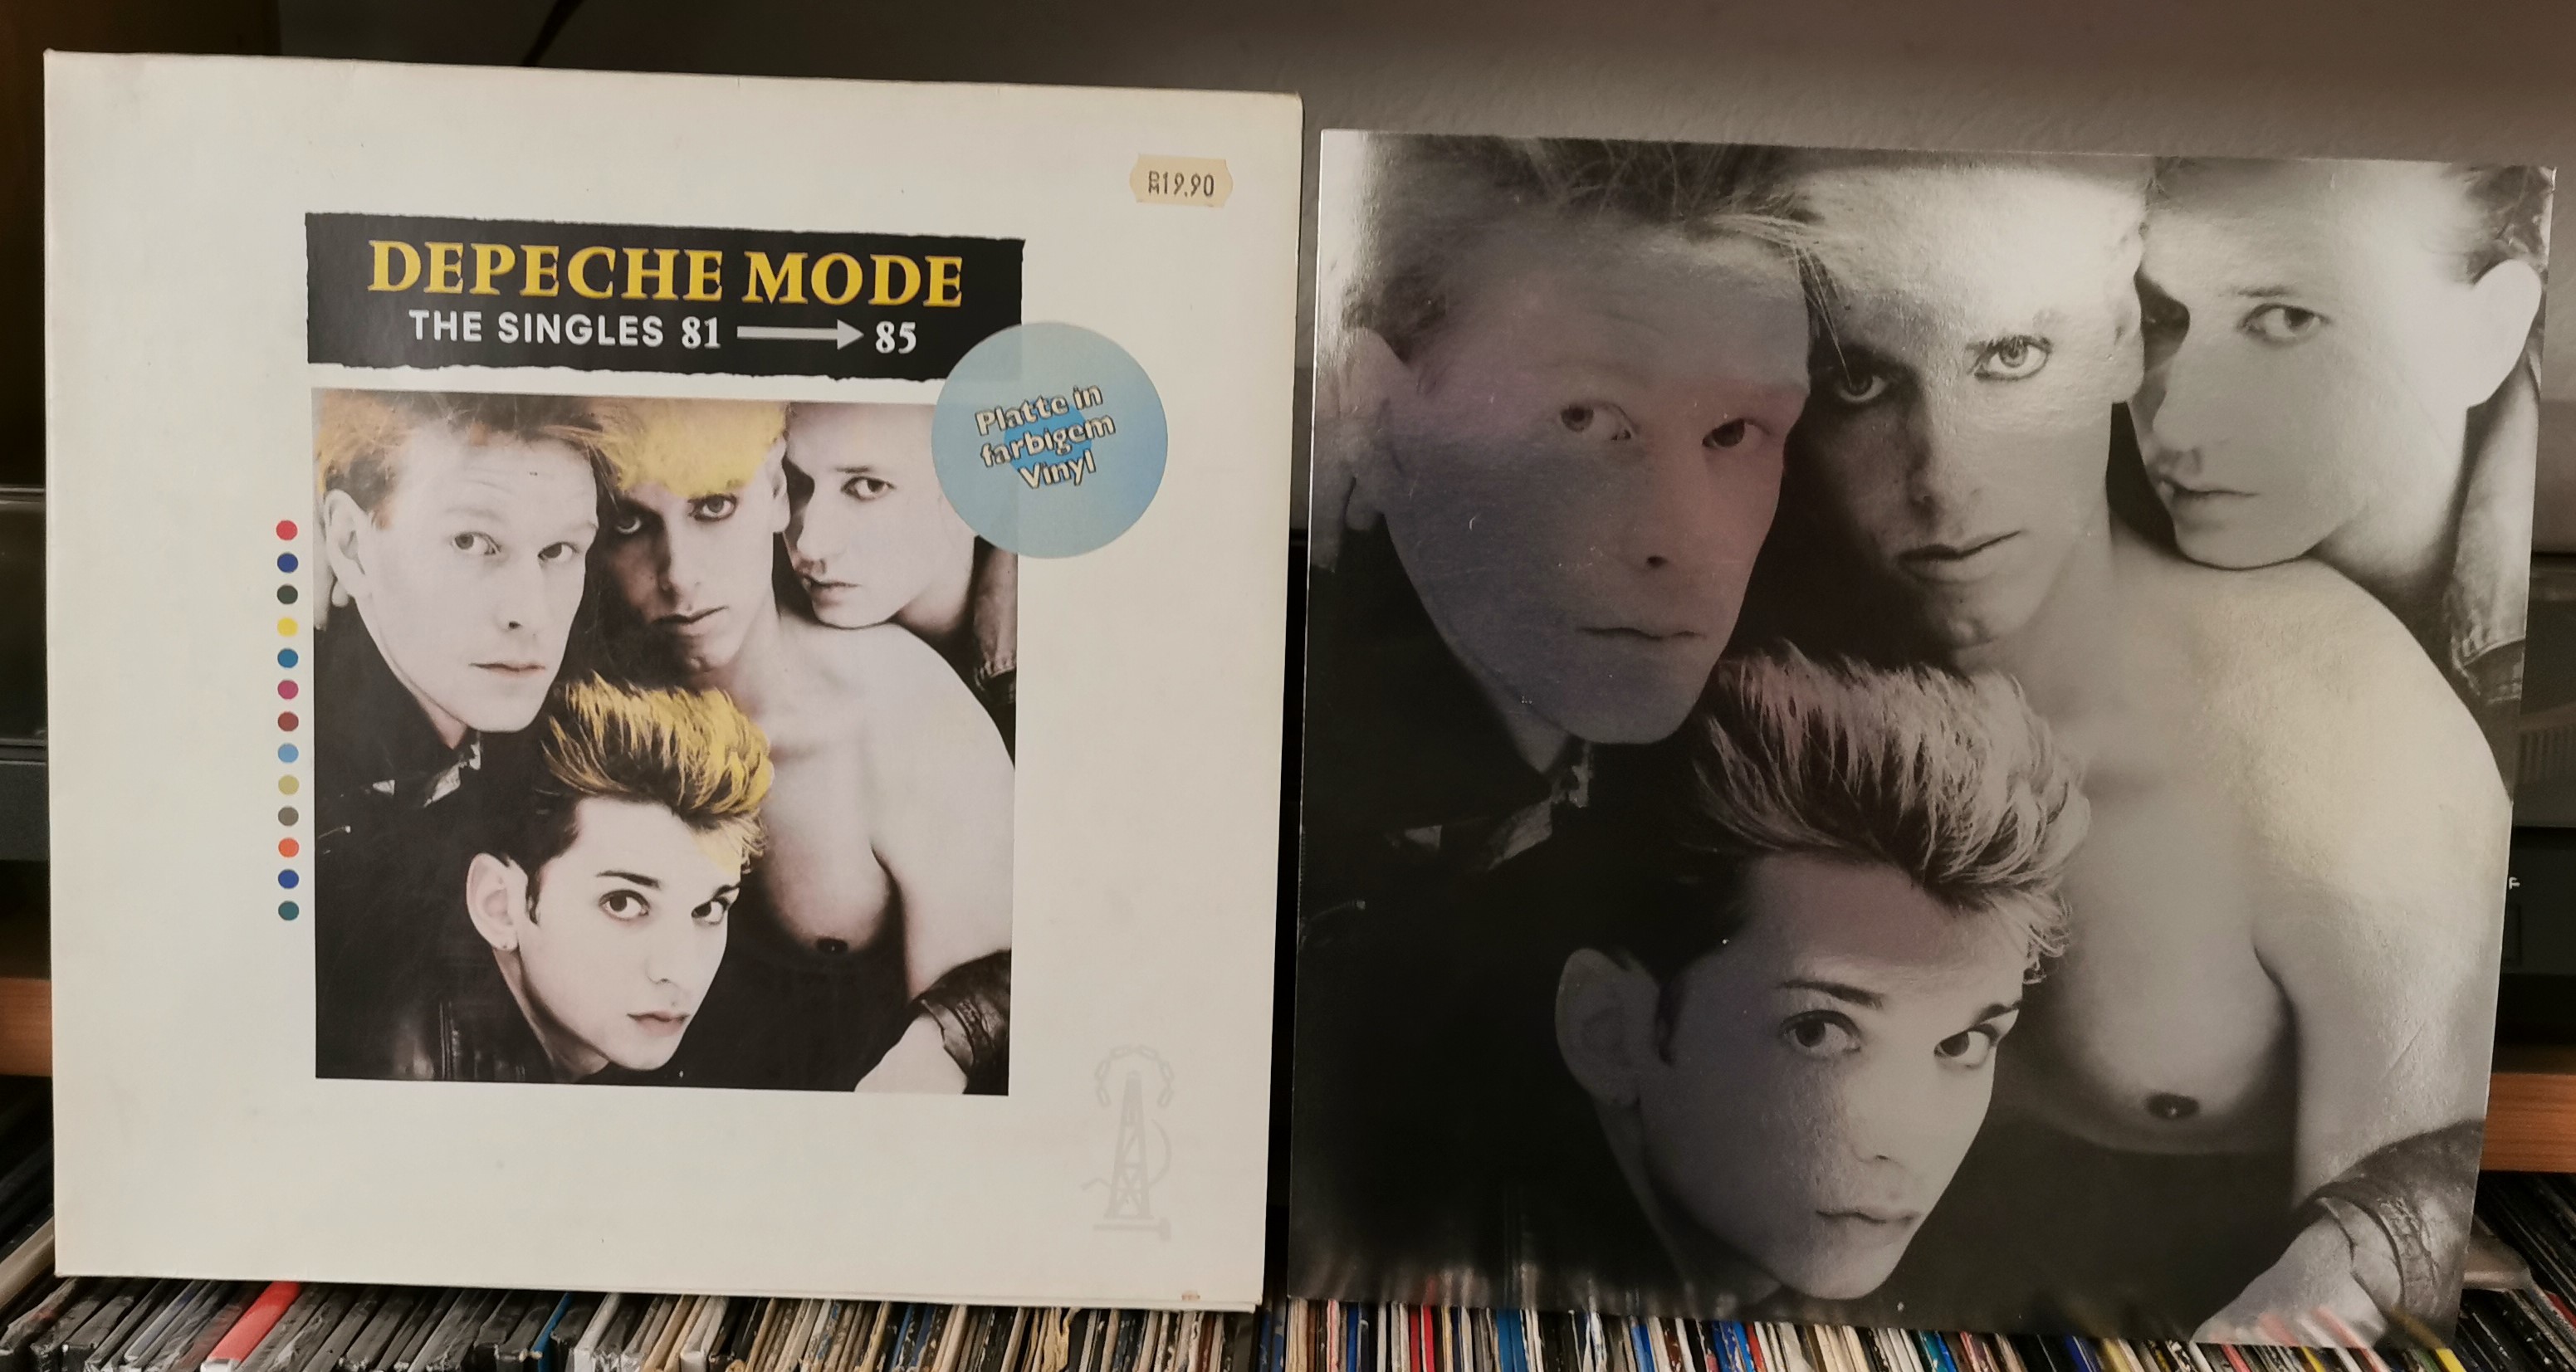 DM19.90
DEPECHE MODE
THE SINGLES 81 → 85
Platte in
farbigem
Vinyl